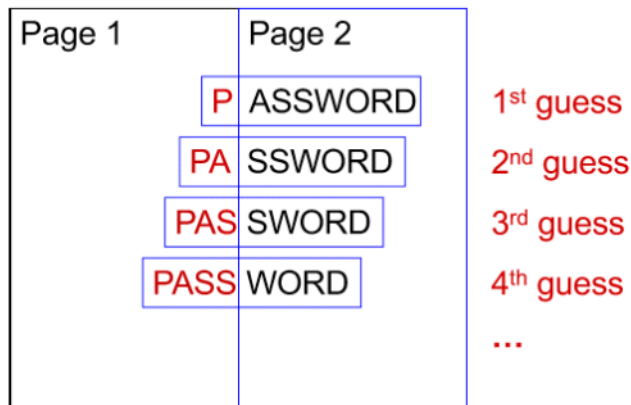 Page 1 Page 2
P ASSWORD 1st guess
PA SSWORD 2nd guess
PAS SWORD 3rd guess
PASS WORD 4th guess
...